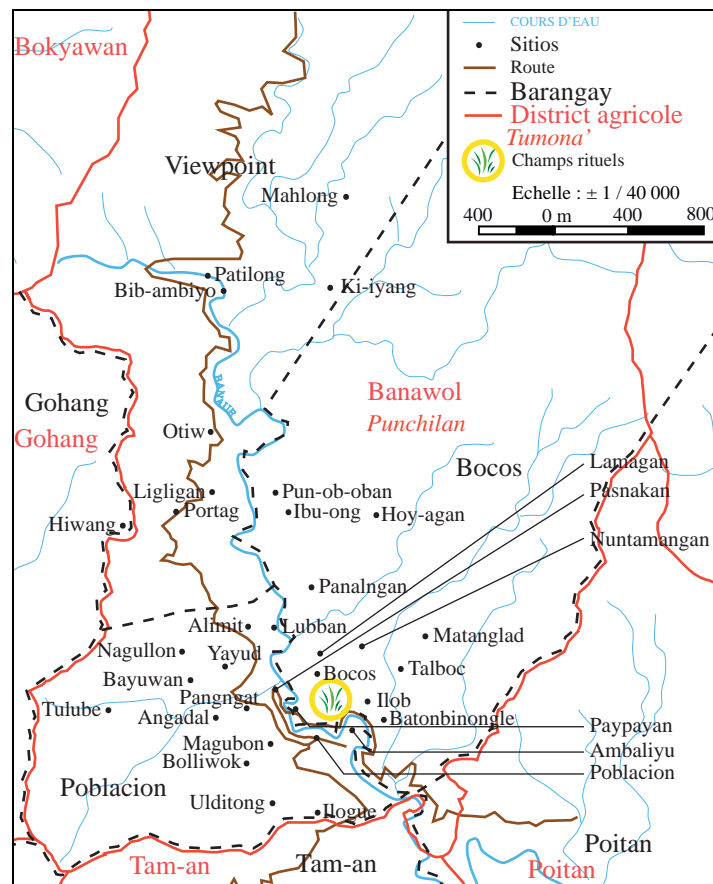 Bokyawan
COURS D'EAU
Sitios
Route
Barangay
District agricole
Tumona'
Champs rituels
Echelle : ± 1 / 40 000
400 0 m 400 800
Viewpoint
Mahlong
Patilong
Bib-ambiyo
Ki-iyang
BANAUR
Gohang
Gohang
Banawol
Punchilan
Otiw
Bocos
Lamagan
Pasnakan
Ligligan
Pun-ob-oban
Portag
Ibu-ong
Hoy-agan
Hiwang
Nuntamangan
Panalngan
Alimit
Lubban
Matanglad
Nagullon
Yayud
Bocos
Talboc
Bayuwan
Pangngat
Ilob
Tulube
Angadal
Batonbinongle
Paypayan
Magubon
Ambaliyu
Bolliwok
Poblacion
Poblacion
Ulditong
Ilogue
Poitan
Tam-an
Tam-an
Poitan